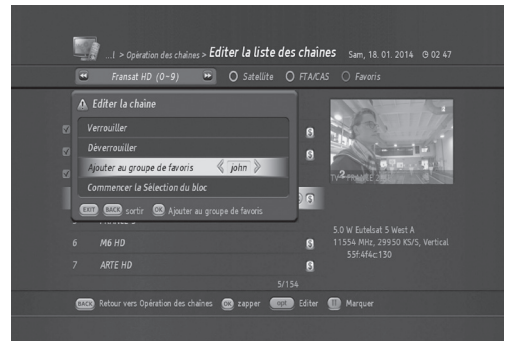 ...l > Opération des chaînes > Editer la liste des chaînes Sam, 18. 01. 2014 02 47
Fransat HD (0-9) Satellite FTA/CAS Favoris
Editer la chaîne
Verrouiller
Déverrouiller
Ajouter au groupe de favoris john
Commencer la Sélection du bloc
EXIT BACK sortir OK Ajouter au groupe de favoris
S
S
S
TV - FRANCE 2
5.0 W Eutelsat 5 West A
11554 MHz, 29950 KS/S, Vertical
55f:4f4c:130
6 M6 HD S
7 ARTE HD S
5/154
BACK Retour vers Opération des chaînes OK zapper opt Editer Marquer